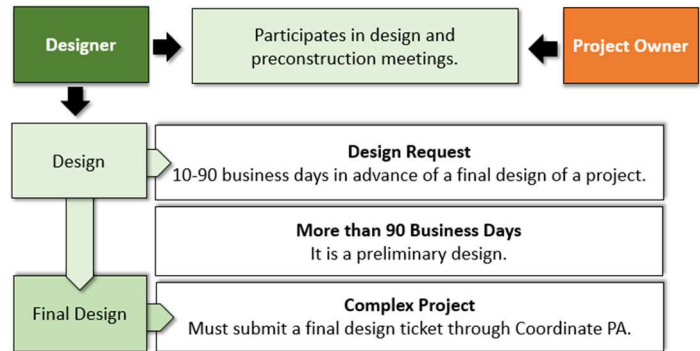 Designer
Participates in design and
preconstruction meetings.
Project Owner
Design
Design Request
10-90 business days in advance of a final design of a project.
More than 90 Business Days
It is a preliminary design.
Final Design
Complex Project
Must submit a final design ticket through Coordinate PA.